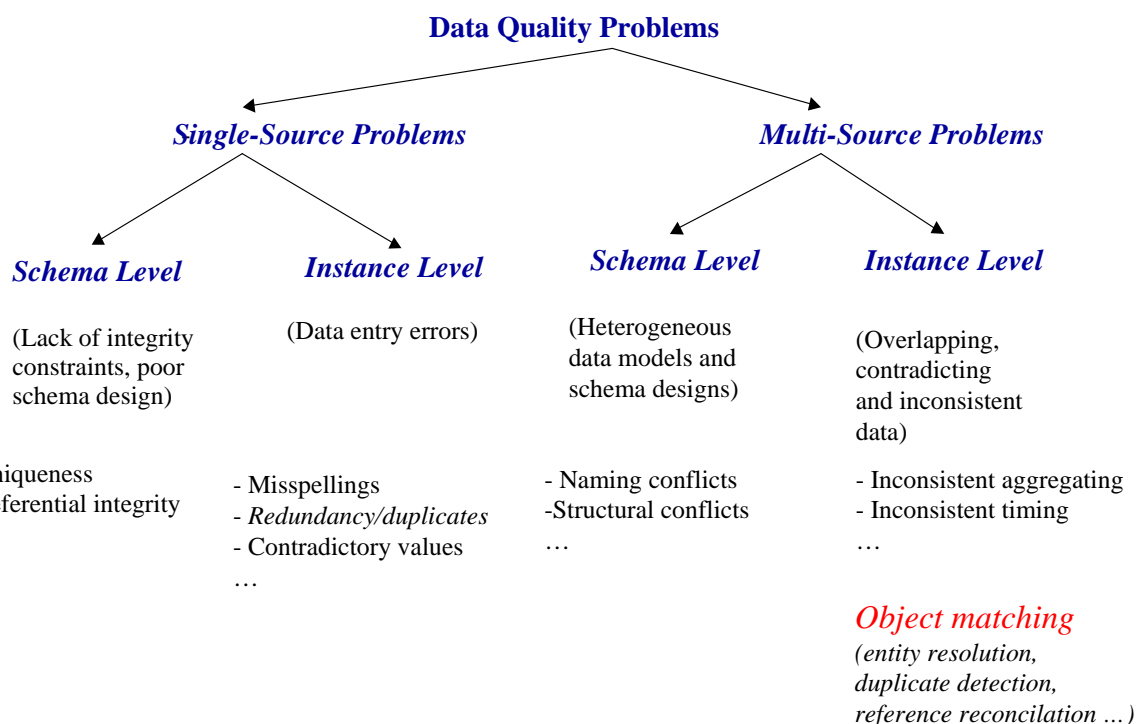 Data Quality Problems
Single-Source Problems
Multi-Source Problems
Schema Level
Instance Level
Schema Level
Instance Level
(Lack of integrity
constraints, poor
schema design)
(Data entry errors)
(Heterogeneous
data models and
schema designs)
(Overlapping,
contradicting
and inconsistent
data)
niqueness
eferential integrity
- Misspellings
- Redundancy/duplicates
- Contradictory values
…
- Naming conflicts
-Structural conflicts
…
- Inconsistent aggregating
- Inconsistent timing
…
Object matching
(entity resolution,
duplicate detection,
reference reconcilation ...)